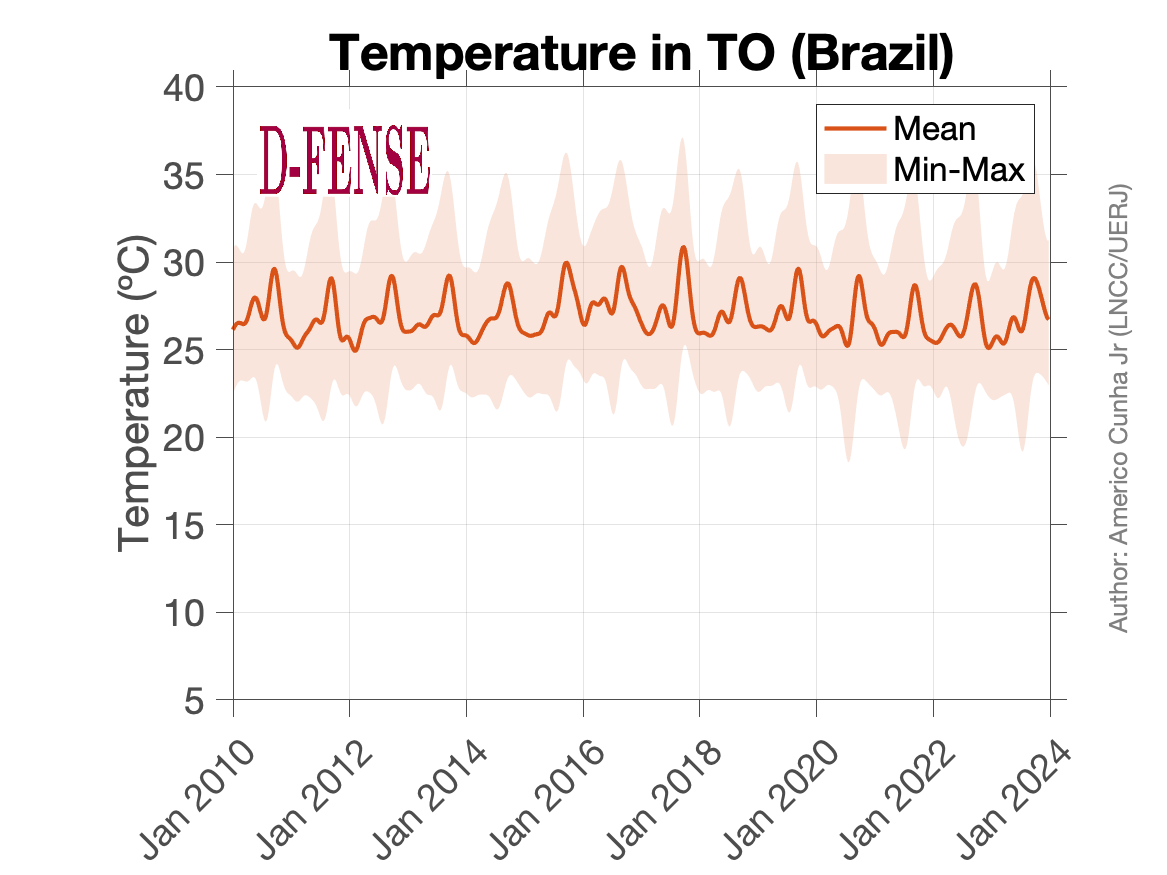 Temperature in TO (Brazil)
D-FENSE
Mean
Min-Max
Temperature (ºC)
40
35
30
25
20
15
10
5
Jan 2010
Jan 2012
Jan 2014
Jan 2016
Jan 2018
Jan 2020
Jan 2022
Jan 2024
Author: Americo Cunha Jr (LNCC/UERJ)